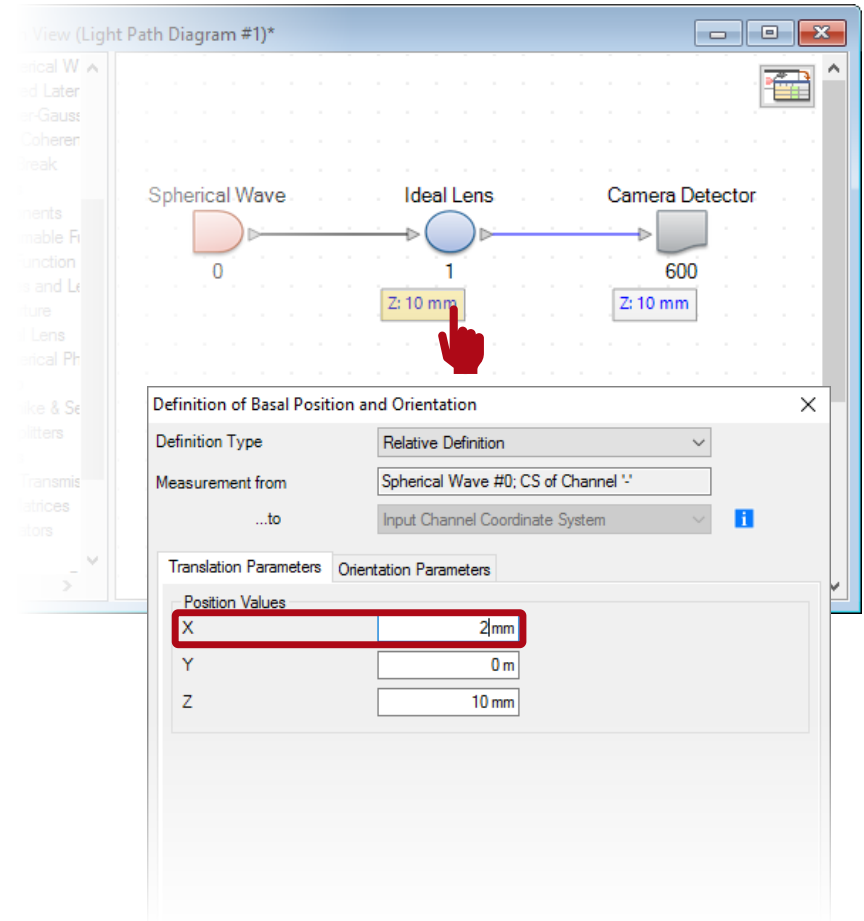 View (Light Path Diagram #1)*
Spherical Wave
Ideal Lens
Camera Detector
0
1
600
Z: 10 mm
Z: 10 mm
Definition of Basal Position and Orientation
Definition Type
Relative Definition
Measurement from
Spherical Wave #0; CS of Channel '-'
...to
Input Channel Coordinate System
i
Translation Parameters
Orientation Parameters
Position Values
X
2 mm
Y
0 m
Z
10 mm